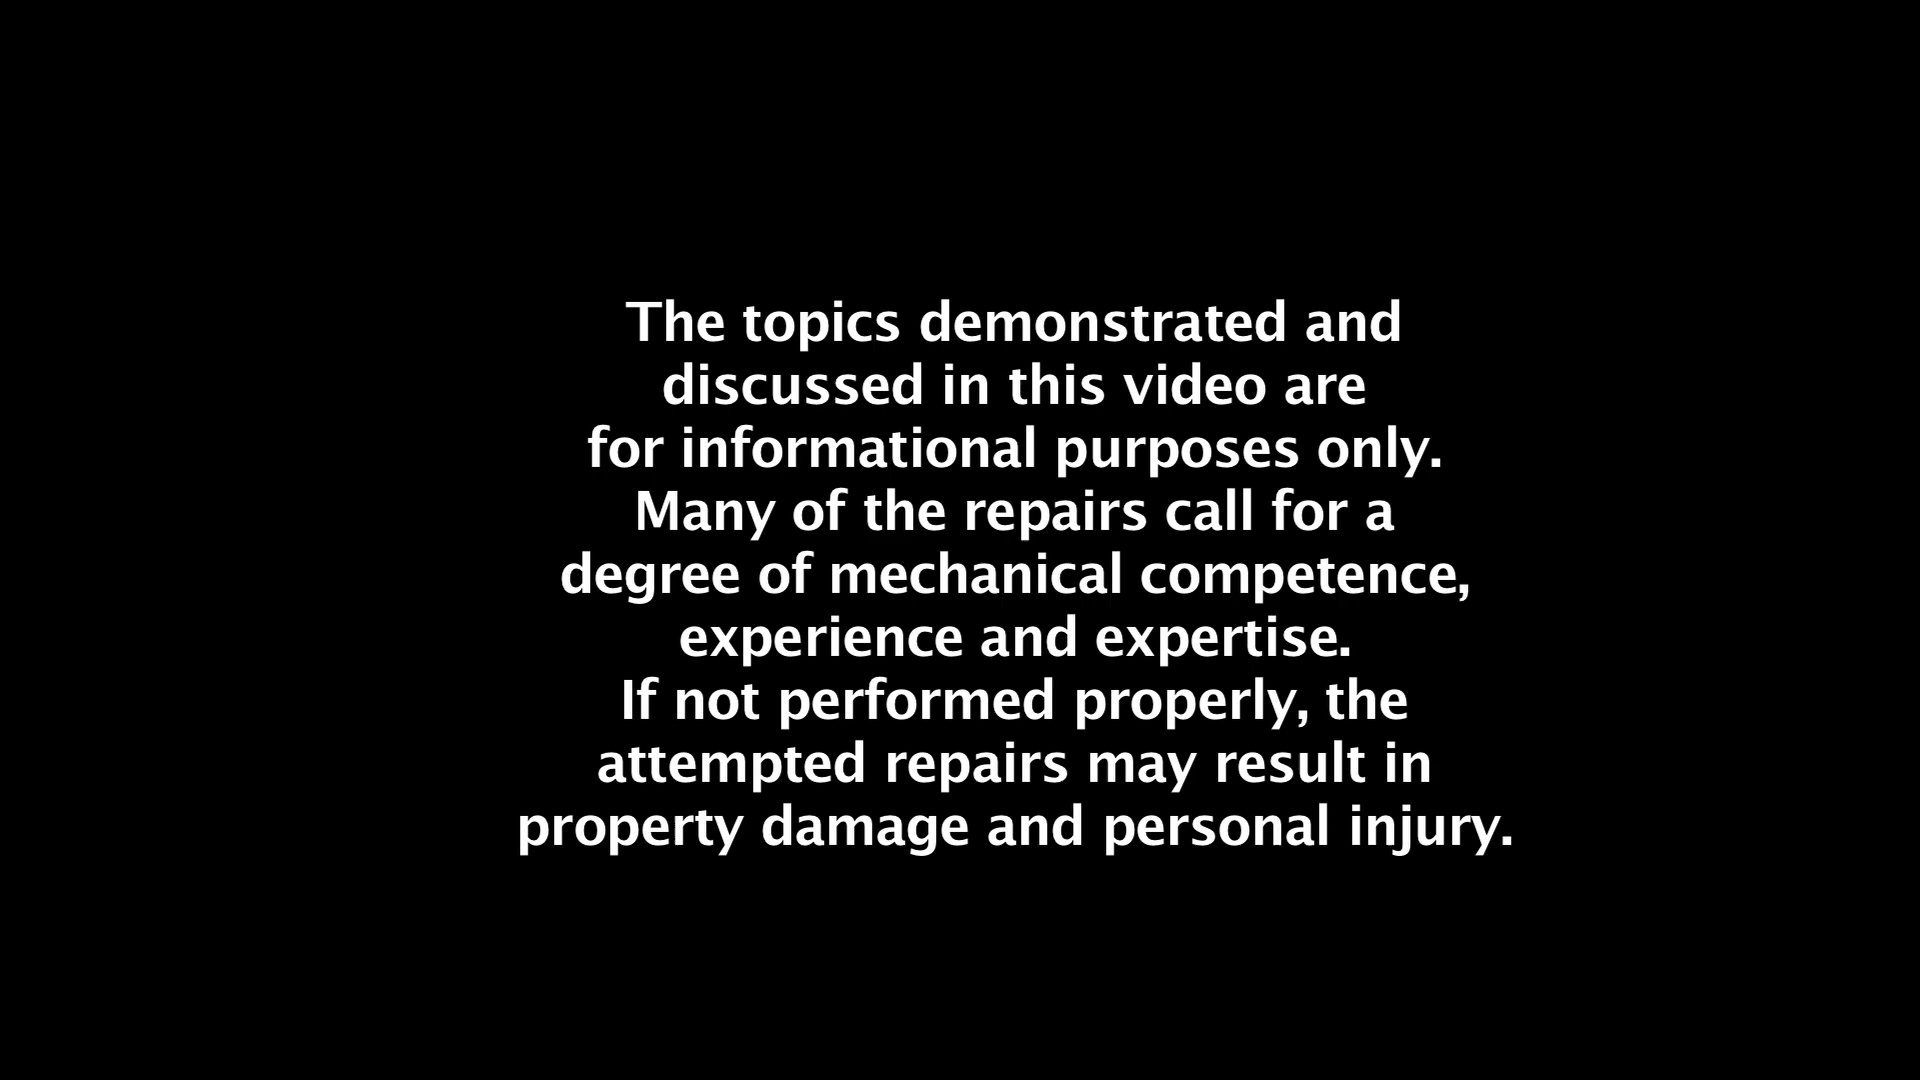 The topics demonstrated and
discussed in this video are
for informational purposes only.
Many of the repairs call for a
degree of mechanical competence,
experience and expertise.
If not performed properly, the
attempted repairs may result in
property damage and personal injury.